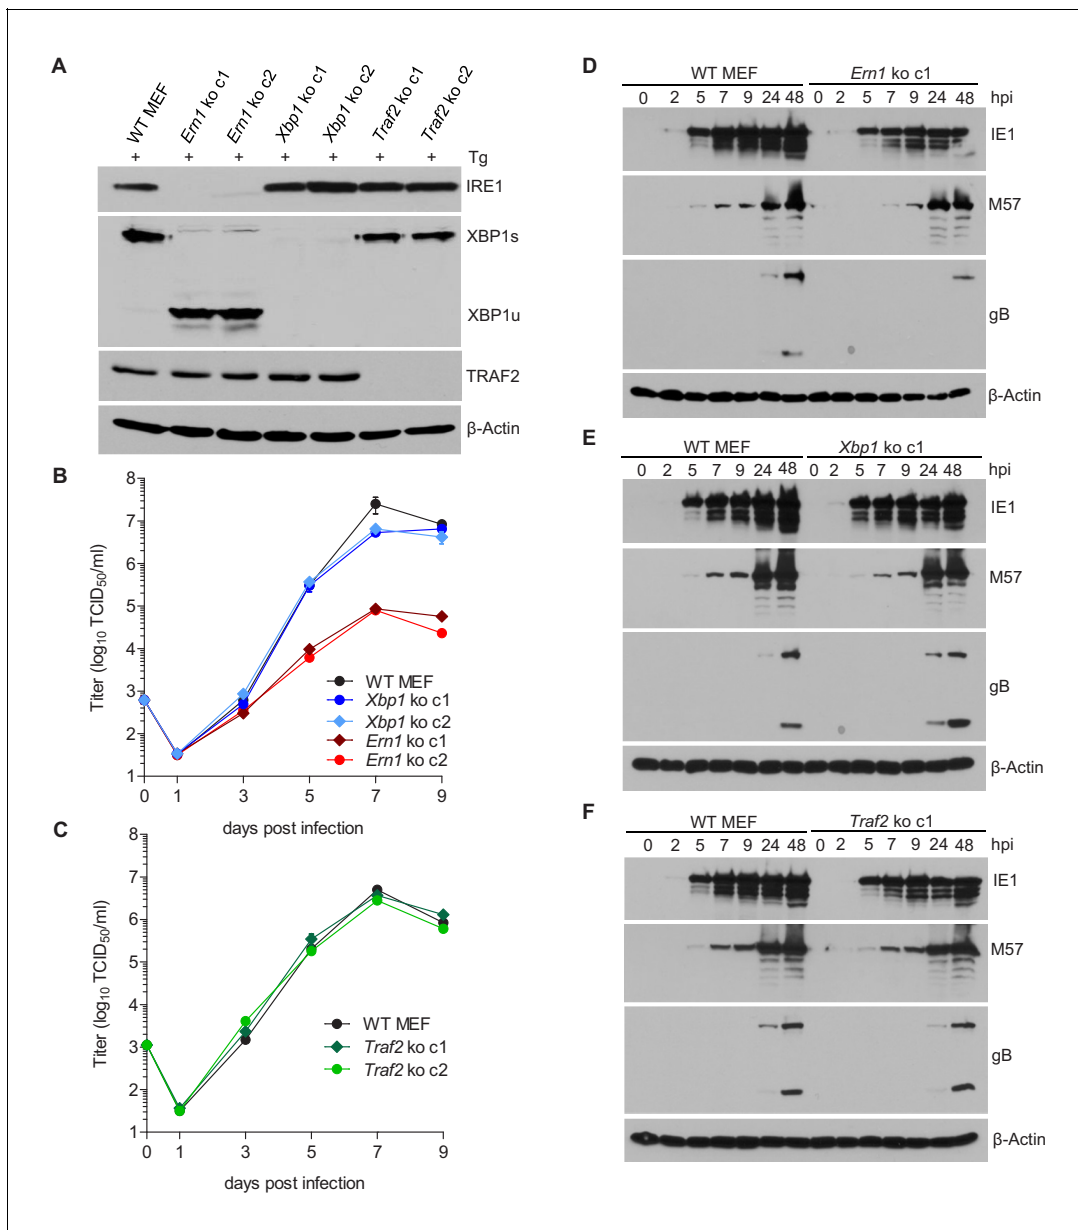 A
WT MEF
Ern1 ko c1
Ern1 ko c2
Xbp1 ko c1
Xbp1 ko c2
Traf2 ko c1
Traf2 ko c2
+ + + + + + + Tg
IRE1
XBP1s
XBP1u
TRAF2
β-Actin
B
8
7
6
5
4
3
2
1
Titer (log10 TCID50/ml)
WT MEF
Xbp1 ko c1
Xbp1 ko c2
Ern1 ko c1
Ern1 ko c2
0 1 3 5 7 9
days post infection
C
8
7
6
5
4
3
2
1
Titer (log10 TCID50/ml)
WT MEF
Traf2 ko c1
Traf2 ko c2
0 1 3 5 7 9
days post infection
D
WT MEF Ern1 ko c1
0 2 5 7 9 24 48 0 2 5 7 9 24 48 hpi
IE1
M57
gB
β-Actin
E
WT MEF Xbp1 ko c1
0 2 5 7 9 24 48 0 2 5 7 9 24 48 hpi
IE1
M57
gB
β-Actin
F
WT MEF Traf2 ko c1
0 2 5 7 9 24 48 0 2 5 7 9 24 48 hpi
IE1
M57
gB
β-Actin